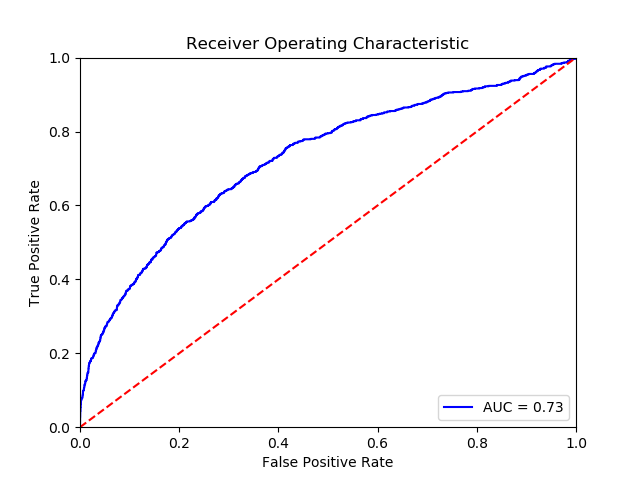 Receiver Operating Characteristic
True Positive Rate
1.0
0.8
0.6
0.4
0.2
0.0
AUC = 0.73
0.0 0.2 0.4 0.6 0.8 1.0
False Positive Rate